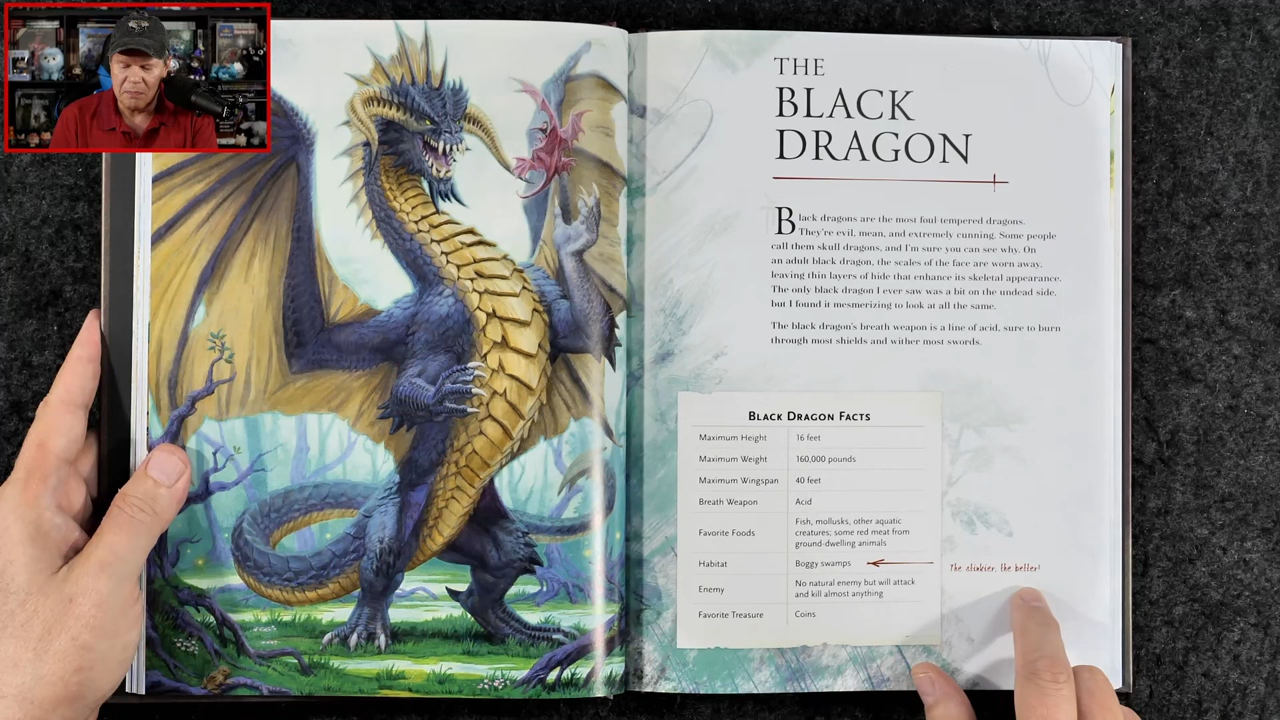 THE
BLACK
DRAGON
Black dragons are the most foul-tempered dragons.
They're evil, mean, and extremely cunning. Some people
call them skull dragons, and I'm sure you can see why. On
an adult black dragon, the scales of the face are worn away,
leaving thin layers of hide that enhance its skeletal appearance.
The only black dragon I ever saw was a bit on the undead side,
but I found it mesmerizing to look at all the same.
The black dragon's breath weapon is a line of acid, sure to burn
through most shields and wither most swords.
BLACK DRAGON FACTS
Maximum Height 16 feet
Maximum Weight 160,000 pounds
Maximum Wingspan 40 feet
Breath Weapon Acid
Favorite Foods Fish, mollusks, other aquatic
creatures; some red meat from
ground-dwelling animals
Habitat Boggy swamps
The stinkier, the better!
Enemy No natural enemy but will attack
and kill almost anything
Favorite Treasure Coins